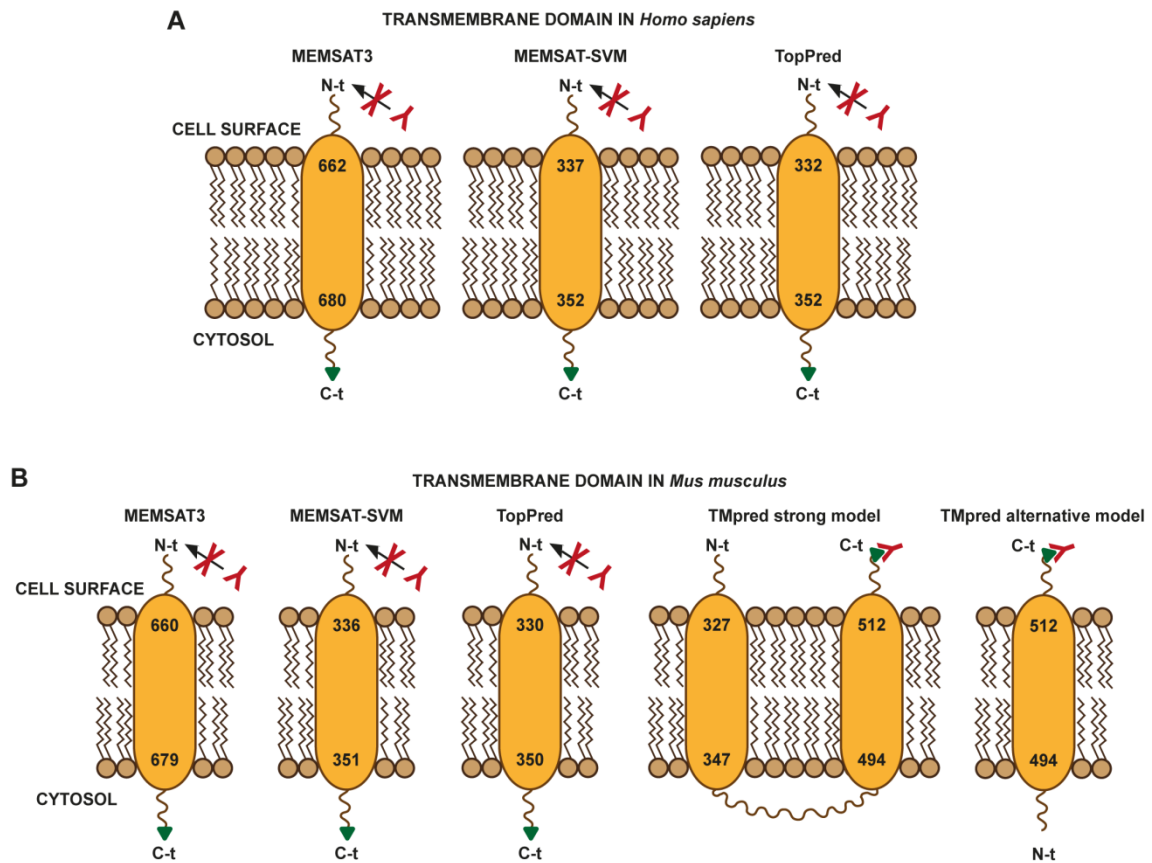 A
TRANSMEMBRANE DOMAIN IN Homo sapiens
MEMSAT3 MEMSAT-SVM TopPred
N-t N-t N-t
CELL SURFACE
662 337 332
680 352 352
CYTOSOL
C-t C-t C-t
B
TRANSMEMBRANE DOMAIN IN Mus musculus
MEMSAT3 MEMSAT-SVM TopPred TMpred strong model TMpred alternative model
N-t N-t N-t N-t C-t C-t
CELL SURFACE
660 336 330 327 512 512
679 351 350 347 494 494
CYTOSOL
C-t C-t C-t N-t